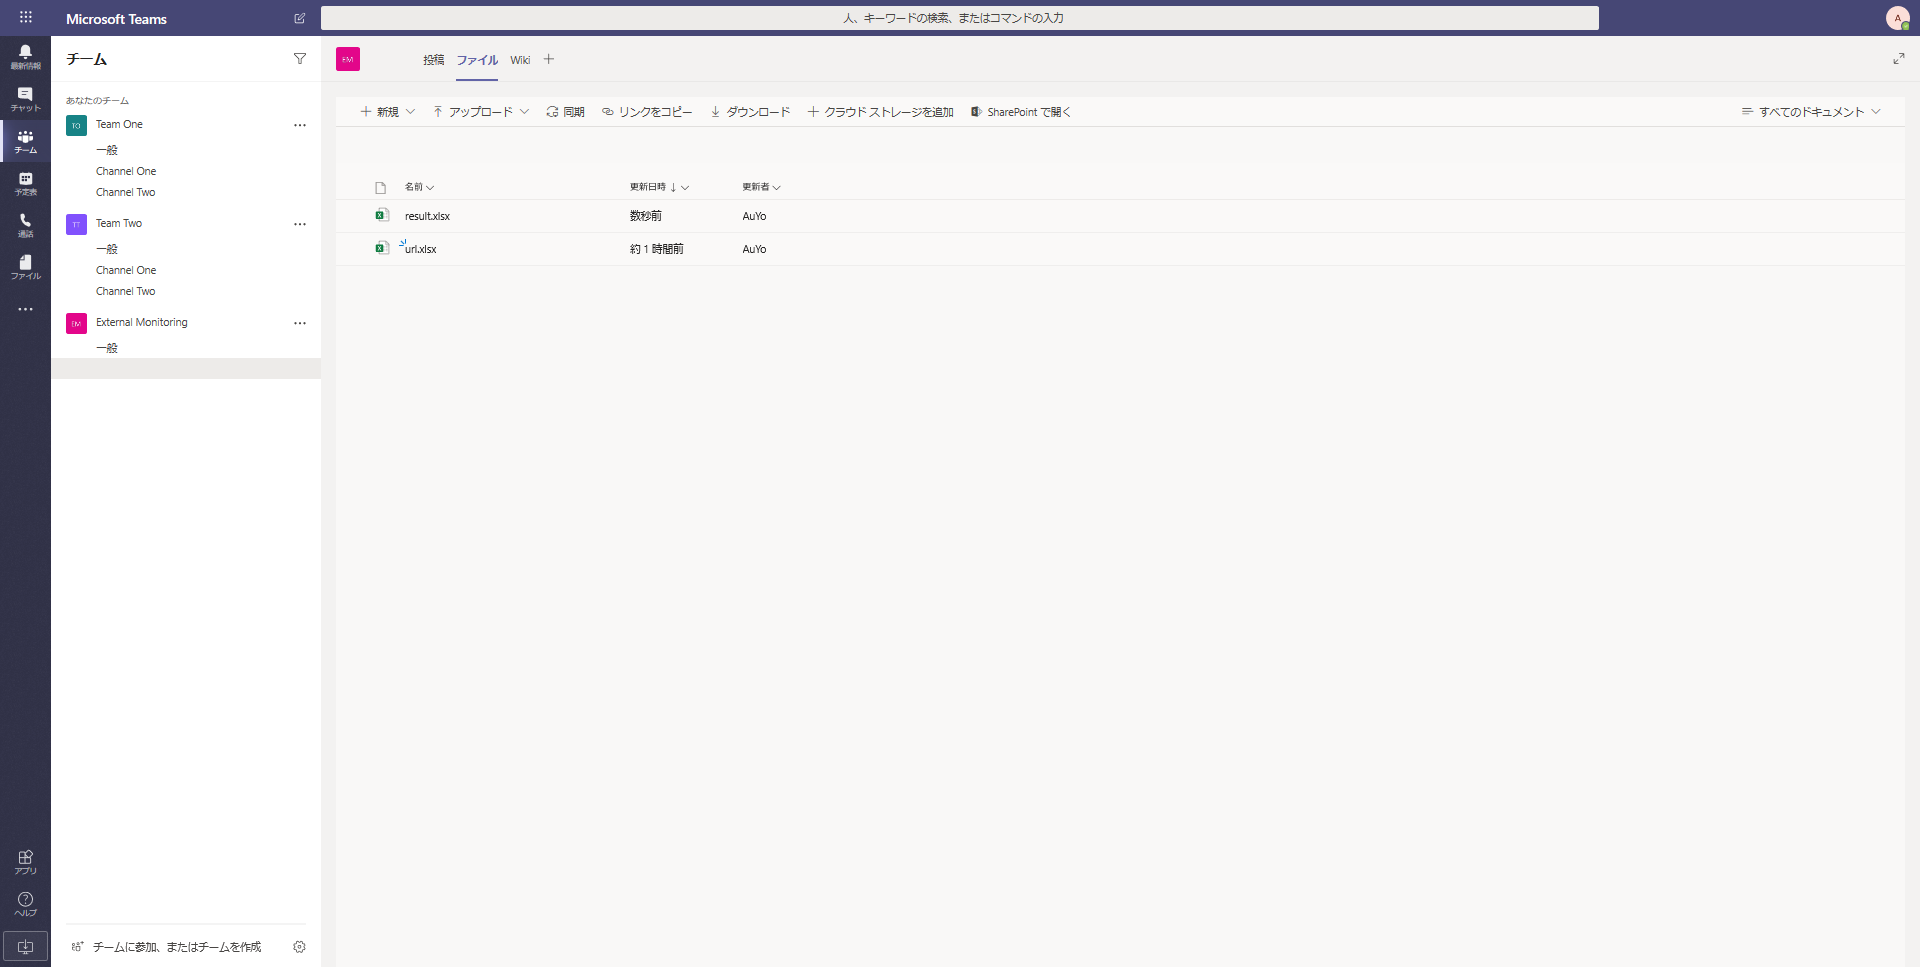 Microsoft Teams
人、キーワードの検索、またはコマンドの入力
A
最新情報
チャット
チーム
予定表
通話
ファイル
アプリ
ヘルプ
チーム
あなたのチーム
TO Team One
一般
Channel One
Channel Two
TT Team Two
一般
Channel One
Channel Two
EM External Monitoring
一般
チームに参加、またはチームを作成
EM 投稿 ファイル Wiki
新規 アップロード 同期 リンクをコピー ダウンロード クラウド ストレージを追加 SharePoint で開く すべてのドキュメント
名前 更新日時 更新者
result.xlsx 数秒前 AuYo
url.xlsx 約 1 時間前 AuYo